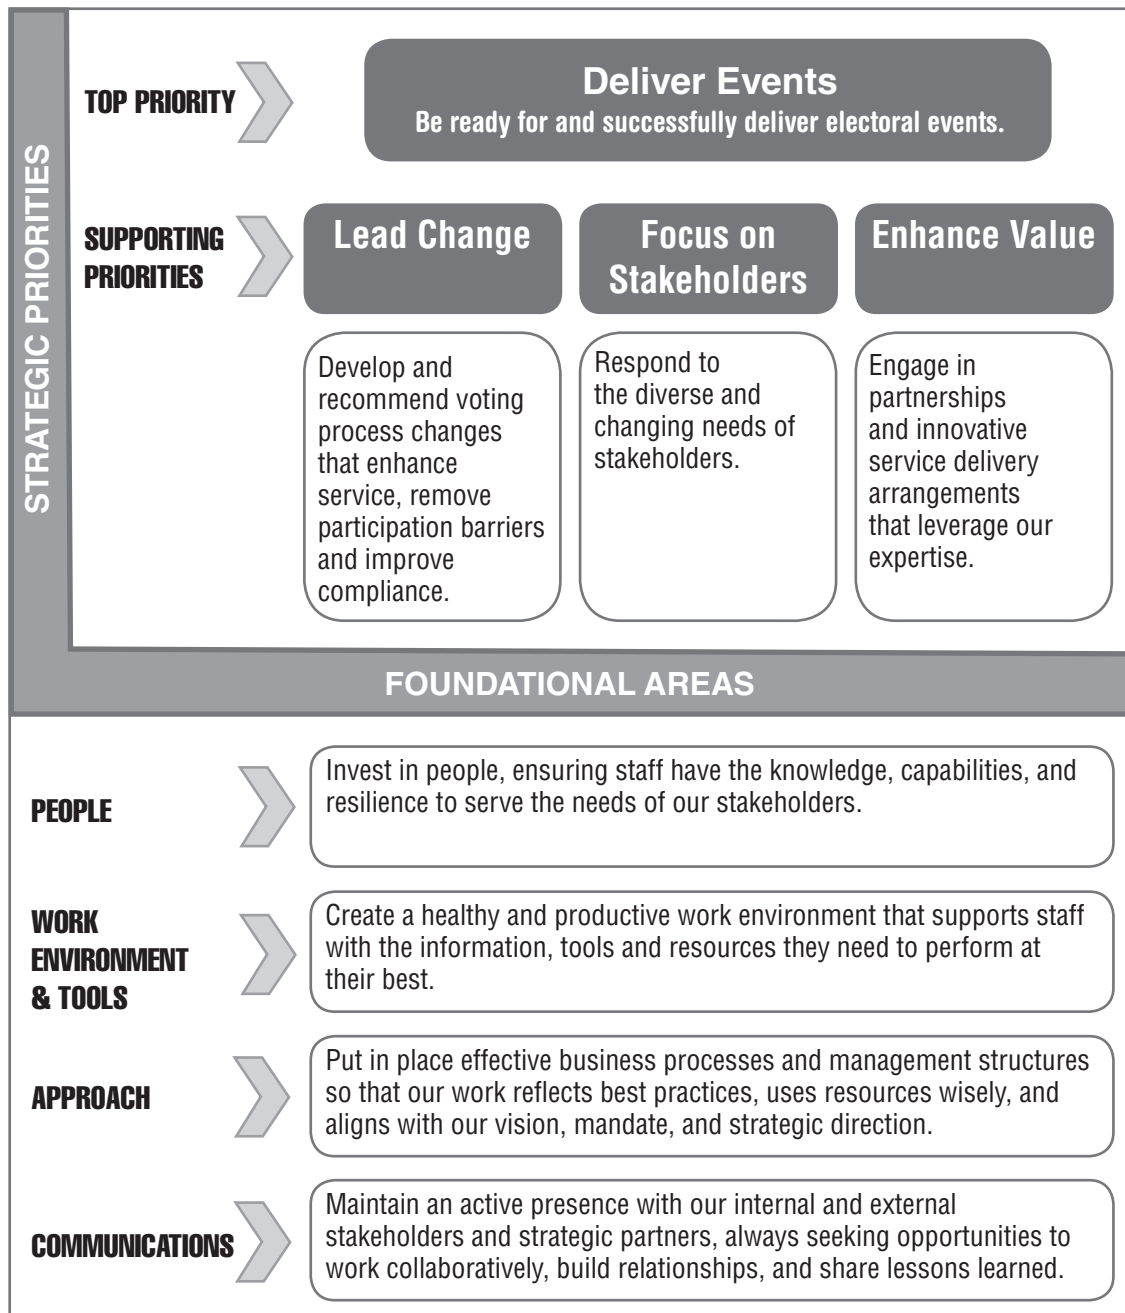 STRATEGIC PRIORITIES
TOP PRIORITY
Deliver Events
Be ready for and successfully deliver electoral events.
SUPPORTING
PRIORITIES
Lead Change
Develop and
recommend voting
process changes
that enhance
service, remove
participation barriers
and improve
compliance.
Focus on
Stakeholders
Respond to
the diverse and
changing needs of
stakeholders.
Enhance Value
Engage in
partnerships
and innovative
service delivery
arrangements
that leverage our
expertise.
FOUNDATIONAL AREAS
PEOPLE
Invest in people, ensuring staff have the knowledge, capabilities, and
resilience to serve the needs of our stakeholders.
WORK
ENVIRONMENT
& TOOLS
Create a healthy and productive work environment that supports staff
with the information, tools and resources they need to perform at
their best.
APPROACH
Put in place effective business processes and management structures
so that our work reflects best practices, uses resources wisely, and
aligns with our vision, mandate, and strategic direction.
COMMUNICATIONS
Maintain an active presence with our internal and external
stakeholders and strategic partners, always seeking opportunities to
work collaboratively, build relationships, and share lessons learned.